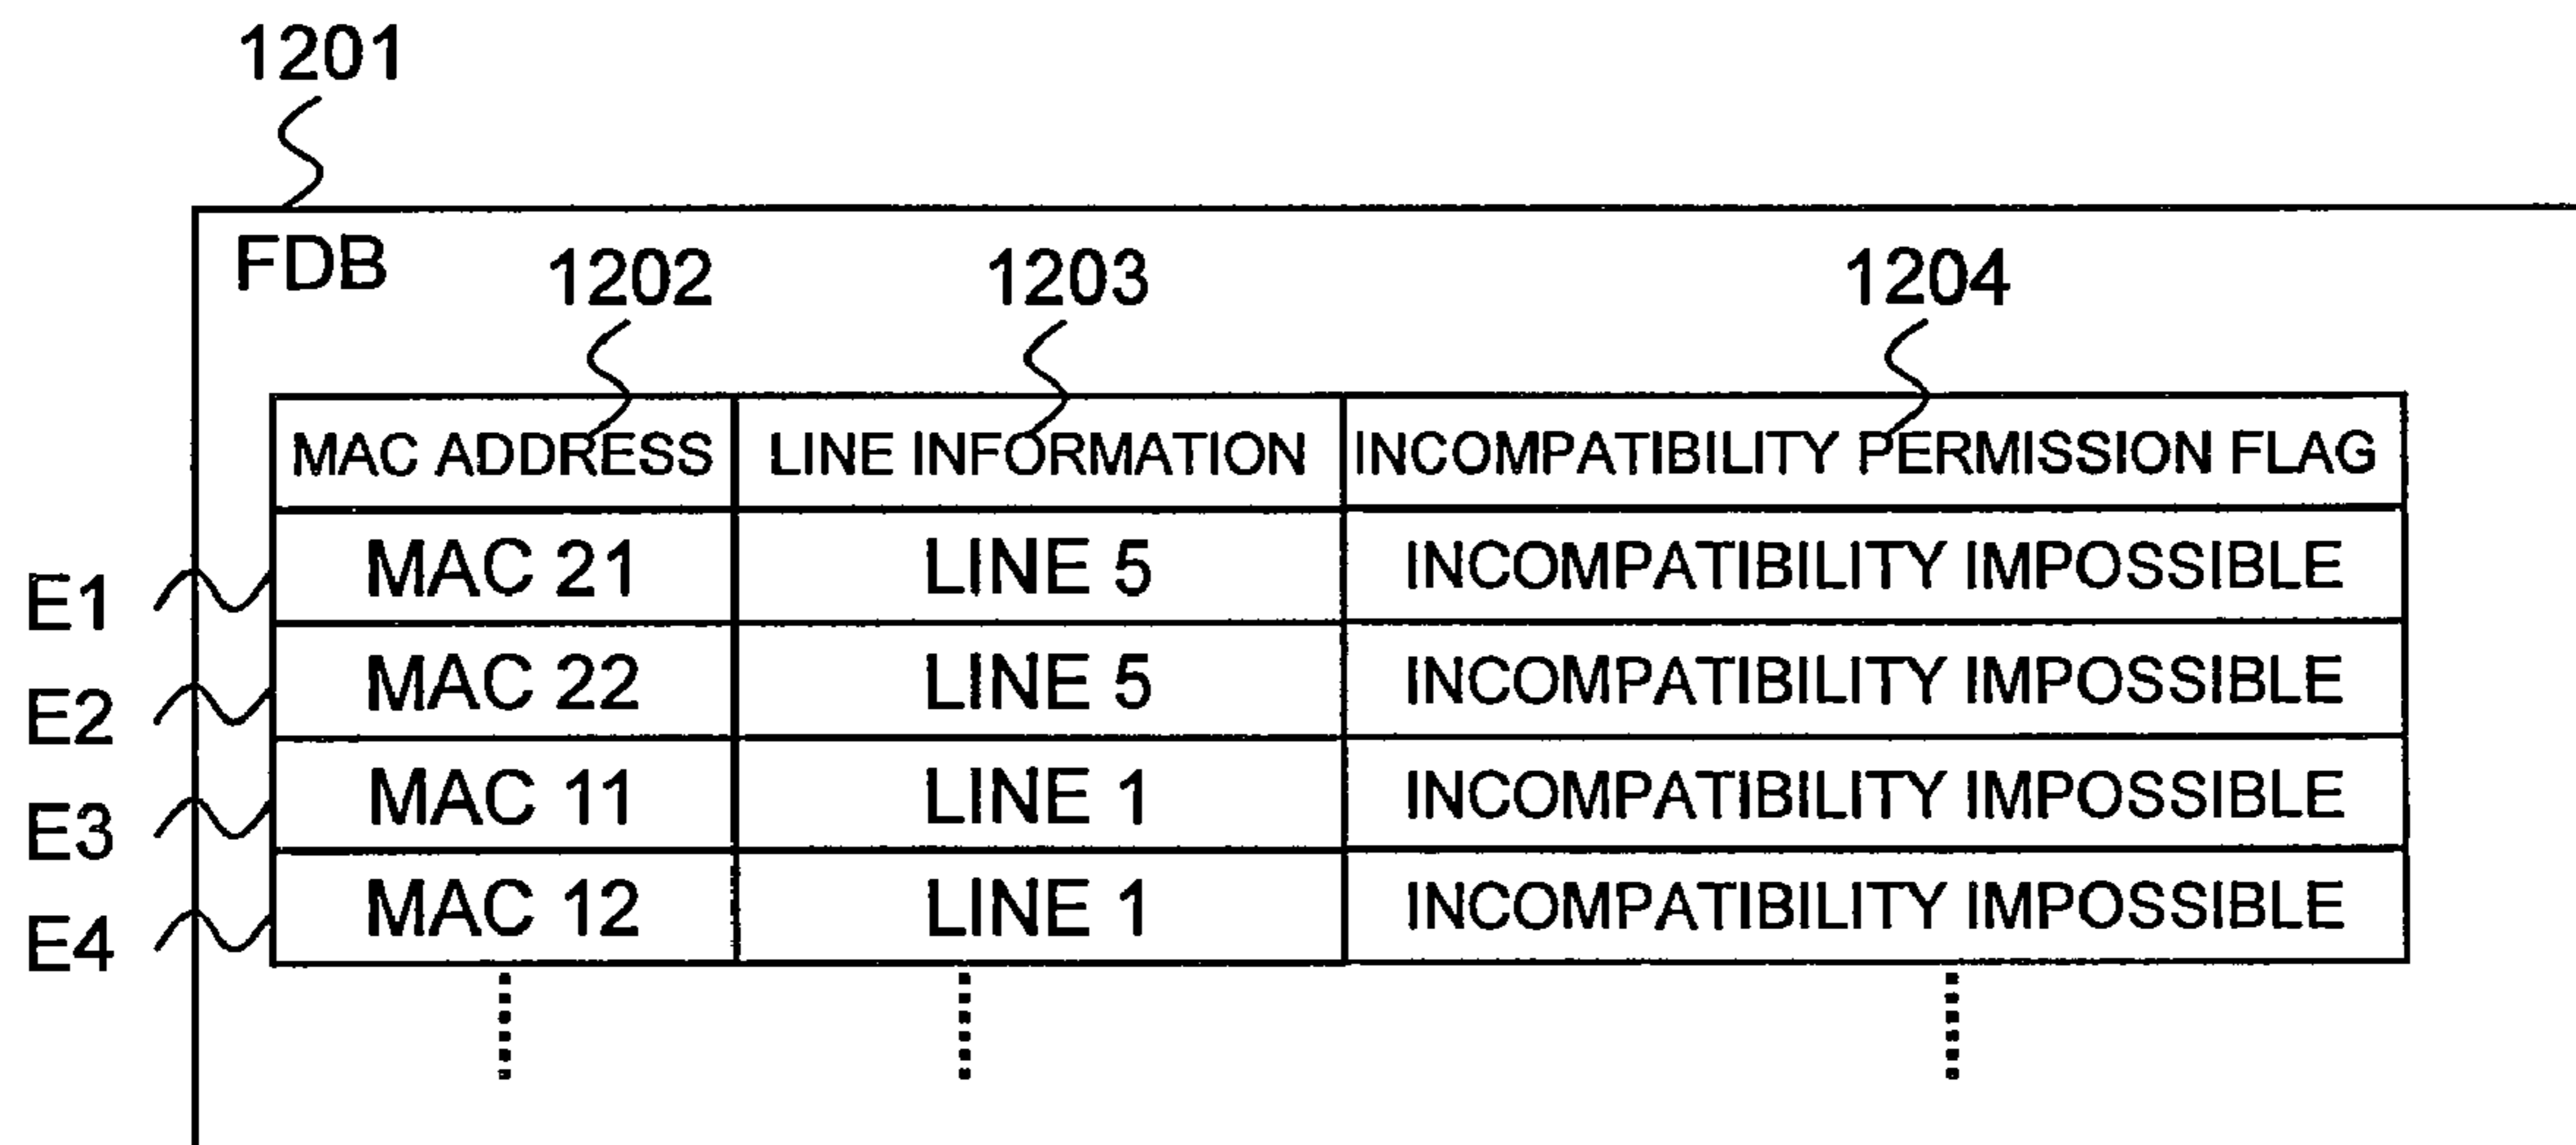 1201
FDB
1202 1203 1204
MAC ADDRESS LINE INFORMATION INCOMPATIBILITY PERMISSION FLAG
E1 MAC 21 LINE 5 INCOMPATIBILITY IMPOSSIBLE
E2 MAC 22 LINE 5 INCOMPATIBILITY IMPOSSIBLE
E3 MAC 11 LINE 1 INCOMPATIBILITY IMPOSSIBLE
E4 MAC 12 LINE 1 INCOMPATIBILITY IMPOSSIBLE